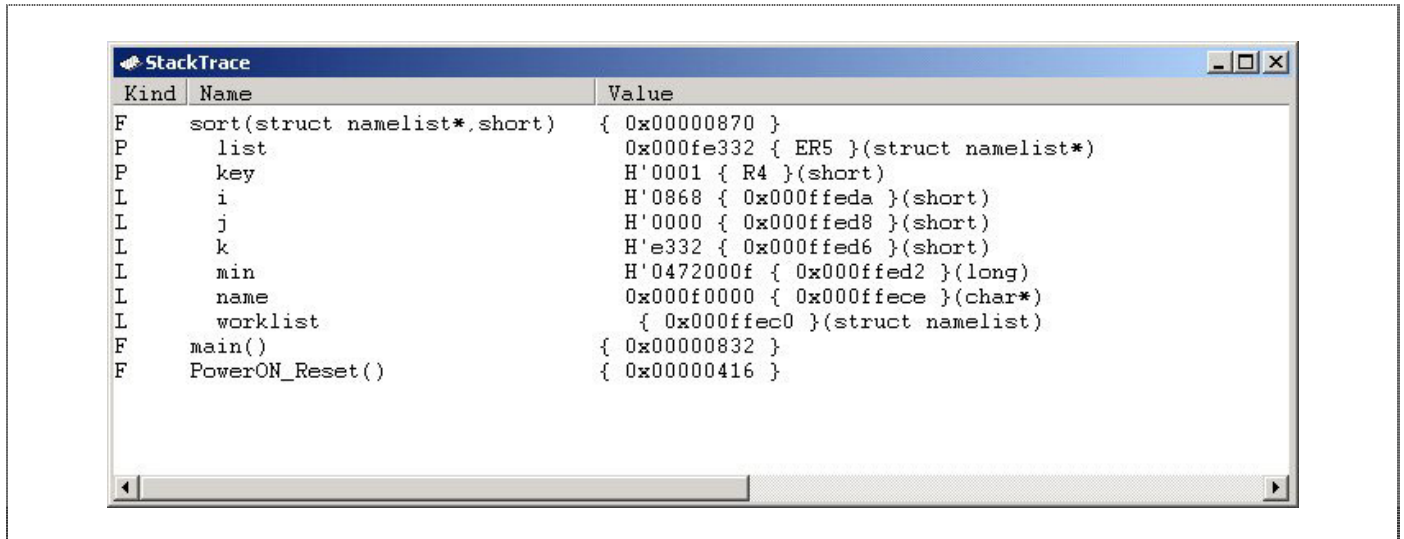 StackTrace
Kind Name Value
F sort(struct namelist*,short) { 0x00000870 }
P list 0x000fe332 { ER5 }(struct namelist*)
P key H'0001 { R4 }(short)
L i H'0868 { 0x000ffeda }(short)
L j H'0000 { 0x000ffed8 }(short)
L k H'e332 { 0x000ffed6 }(short)
L min H'0472000f { 0x000ffed2 }(long)
L name 0x000f0000 { 0x000ffece }(char*)
L worklist { 0x000ffec0 }(struct namelist)
F main() { 0x00000832 }
F PowerON_Reset() { 0x00000416 }